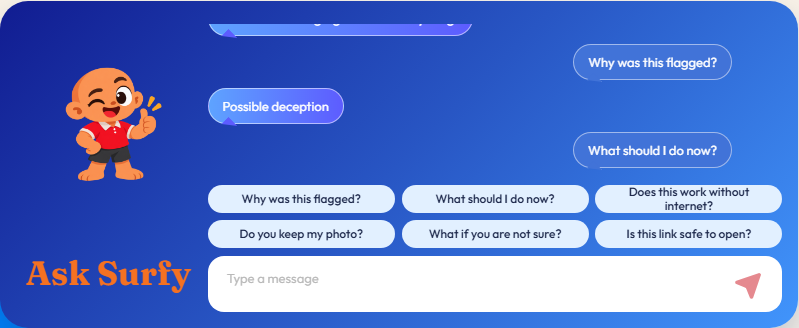 Why was this flagged?
Possible deception
What should I do now?
Why was this flagged?
What should I do now?
Does this work without
internet?
Do you keep my photo?
What if you are not sure?
Is this link safe to open?
Ask Surfy
Type a message